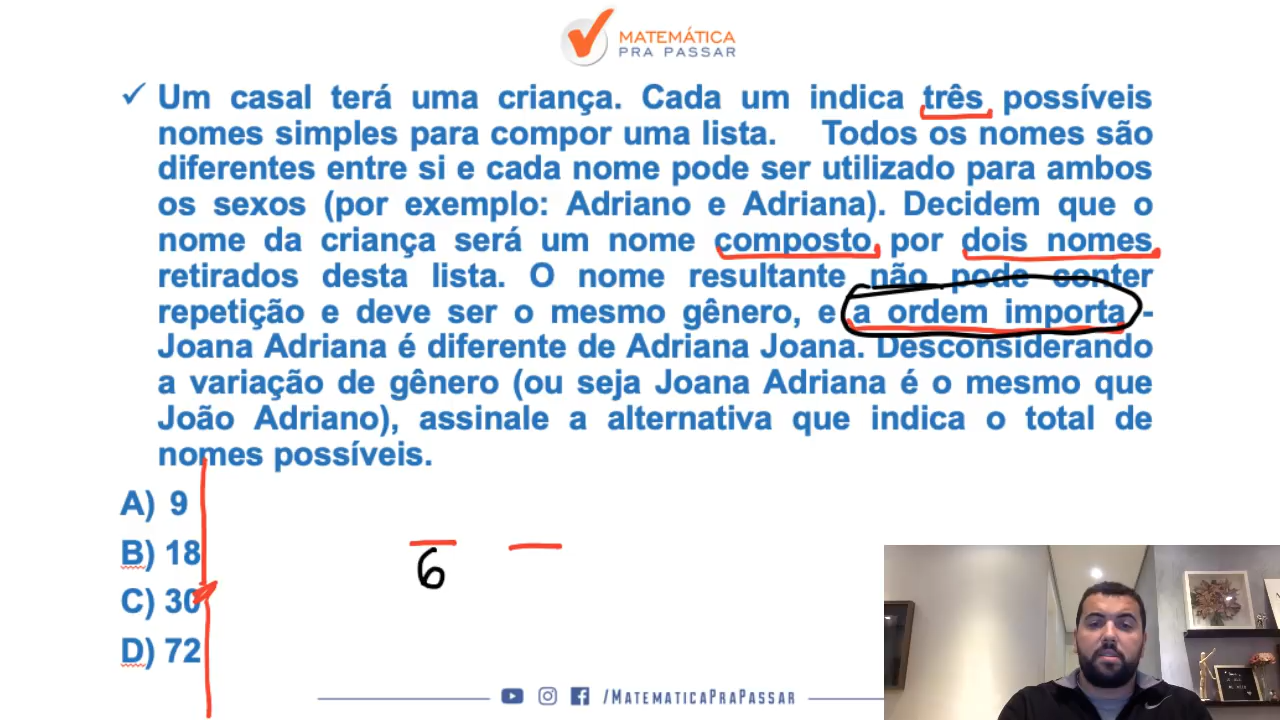 MATEMÁTICA
PRA PASSAR
✓ Um casal terá uma criança. Cada um indica três possíveis
nomes simples para compor uma lista. Todos os nomes são
diferentes entre si e cada nome pode ser utilizado para ambos
os sexos (por exemplo: Adriano e Adriana). Decidem que o
nome da criança será um nome composto por dois nomes
retirados desta lista. O nome resultante não pode conter
repetição e deve ser o mesmo gênero, e a ordem importa -
Joana Adriana é diferente de Adriana Joana. Desconsiderando
a variação de gênero (ou seja Joana Adriana é o mesmo que
João Adriano), assinale a alternativa que indica o total de
nomes possíveis.
A) 9
B) 18
C) 30
D) 72
6
/MATEMATICAPRAPASSAR